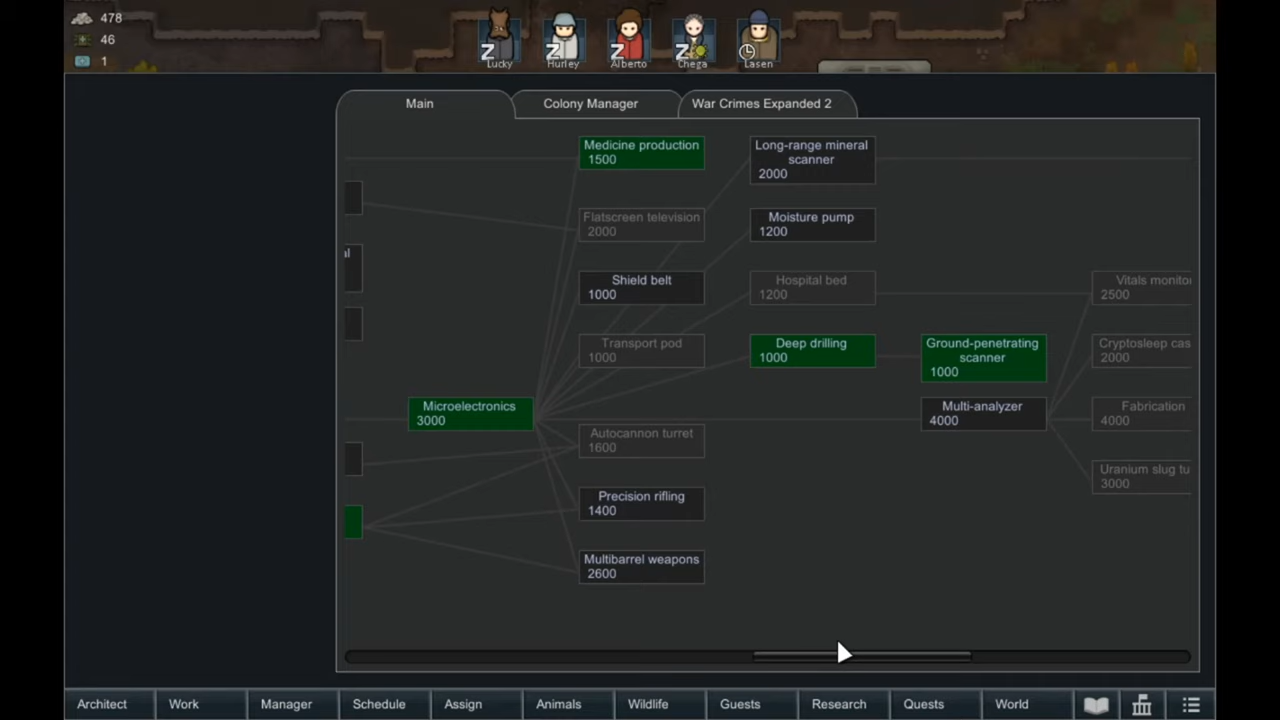 478
46
1
Z Z Z Z
Lucky Hurley Alberto Chega Lasen
Main Colony Manager War Crimes Expanded 2
Medicine production
1500
Long-range mineral
scanner
2000
Flatscreen television
2000
Moisture pump
1200
al
Shield belt
1000
Hospital bed
1200
Vitals monitor
2500
Transport pod
1000
Deep drilling
1000
Ground-penetrating
scanner
1000
Cryptosleep cas
2000
Microelectronics
3000
Multi-analyzer
4000
Fabrication
4000
Autocannon turret
1600
Uranium slug tu
3000
Precision rifling
1400
Multibarrel weapons
2600
Architect Work Manager Schedule Assign Animals Wildlife Guests Research Quests World